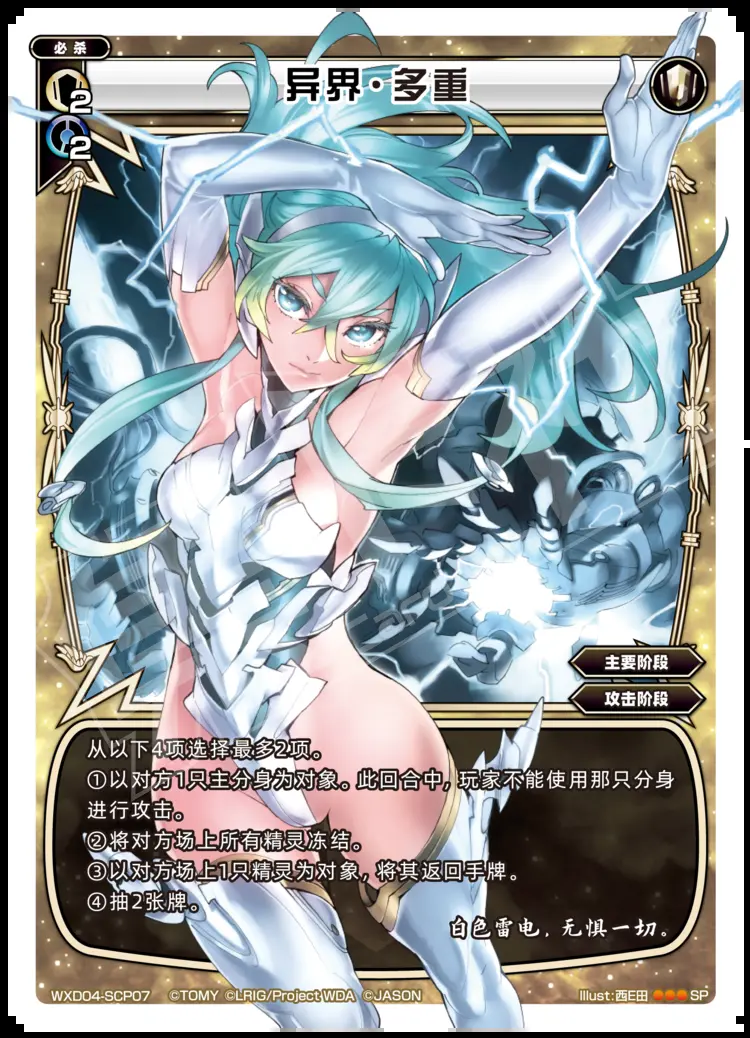 必杀
异界·多重
2
2
主要阶段
攻击阶段
从以下4项选择最多2项。
①以对方1只主分身为对象。此回合中,玩家不能使用那只分身
进行攻击。
②将对方场上所有精灵冻结。
③以对方场上1只精灵为对象,将其返回手牌。
④抽2张牌。
白色雷电,无惧一切。
WXD04-SCP07 ©TOMY ©LRIG/Project WDA ©JASON
Illust:西E田 SP